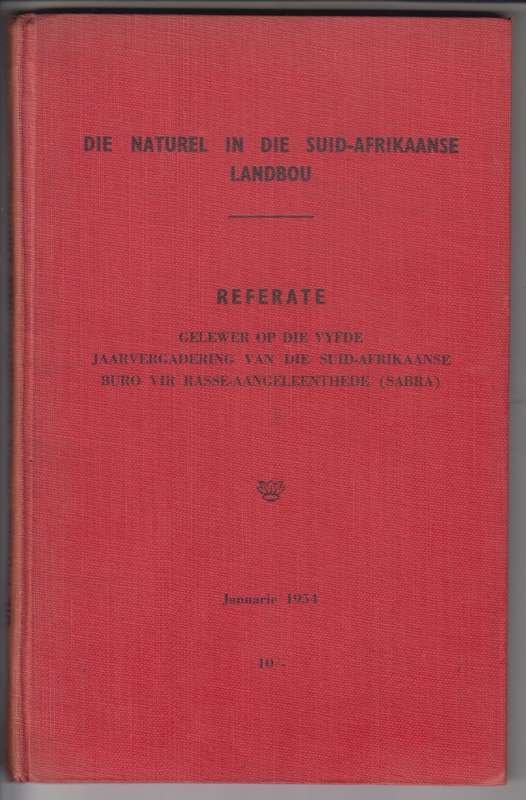 DIE NATUREL IN DIE SUID-AFRIKAANSE
LANDBOU
REFERATE
GELEWER OP DIE VYFDE
JAARVERGADERING VAN DIE SUID-AFRIKAANSE
BURO VIR RASSE-AANGELEENTHEDE (SABRA)
Januarie 1954
10/-